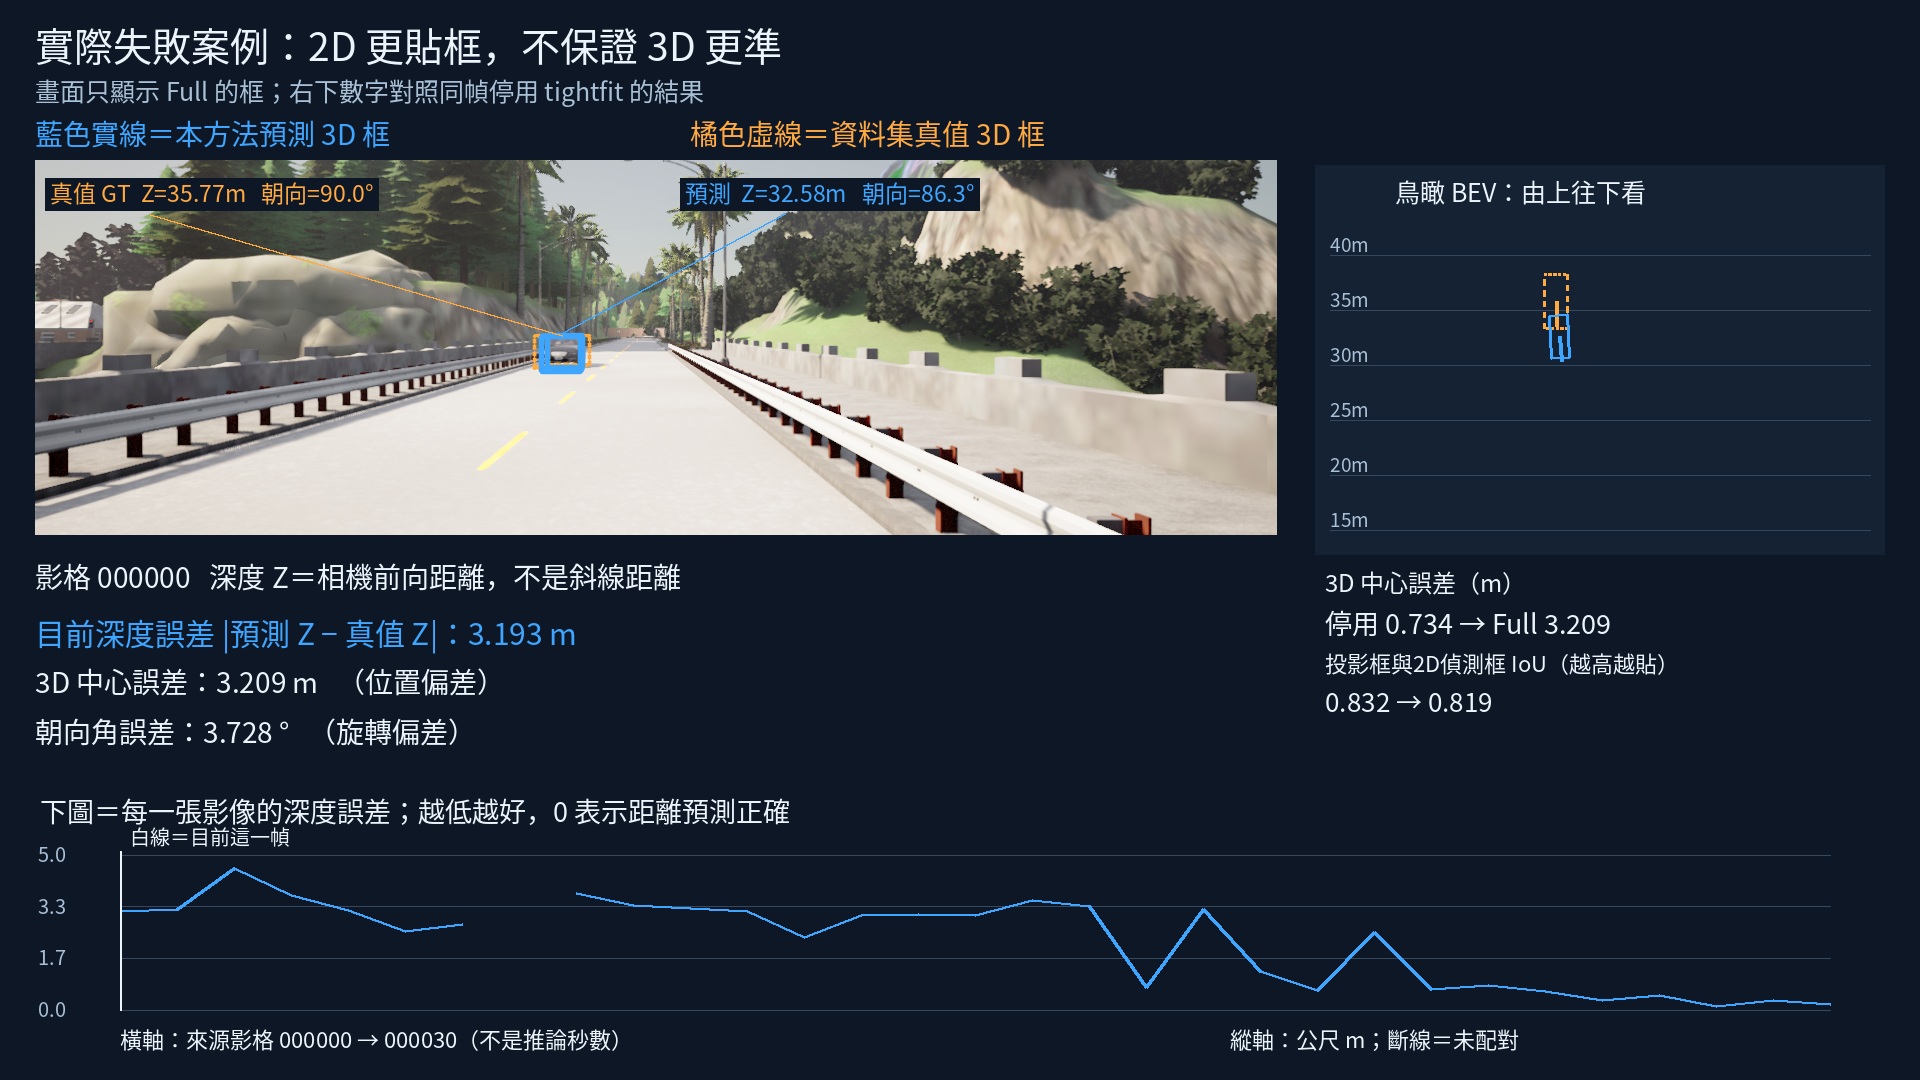 實際失敗案例：2D 更貼框，不保證 3D 更準
畫面只顯示 Full 的框；右下數字對照同幀停用 tightfit 的結果
藍色實線＝本方法預測 3D 框
橘色虛線＝資料集真值 3D 框
真值 GT Z=35.77m 朝向=90.0°
預測 Z=32.58m 朝向=86.3°
鳥瞰 BEV：由上往下看
40m
35m
30m
25m
20m
15m
影格 000000 深度 Z＝相機前向距離，不是斜線距離
目前深度誤差 |預測 Z − 真值 Z|：3.193 m
3D 中心誤差：3.209 m （位置偏差）
朝向角誤差：3.728 ° （旋轉偏差）
3D 中心誤差（m）
停用 0.734 → Full 3.209
投影框與2D偵測框 IoU（越高越貼）
0.832 → 0.819
下圖＝每一張影像的深度誤差；越低越好，0 表示距離預測正確
白線＝目前這一幀
5.0
3.3
1.7
0.0
橫軸：來源影格 000000 → 000030（不是推論秒數）
縱軸：公尺 m；斷線＝未配對